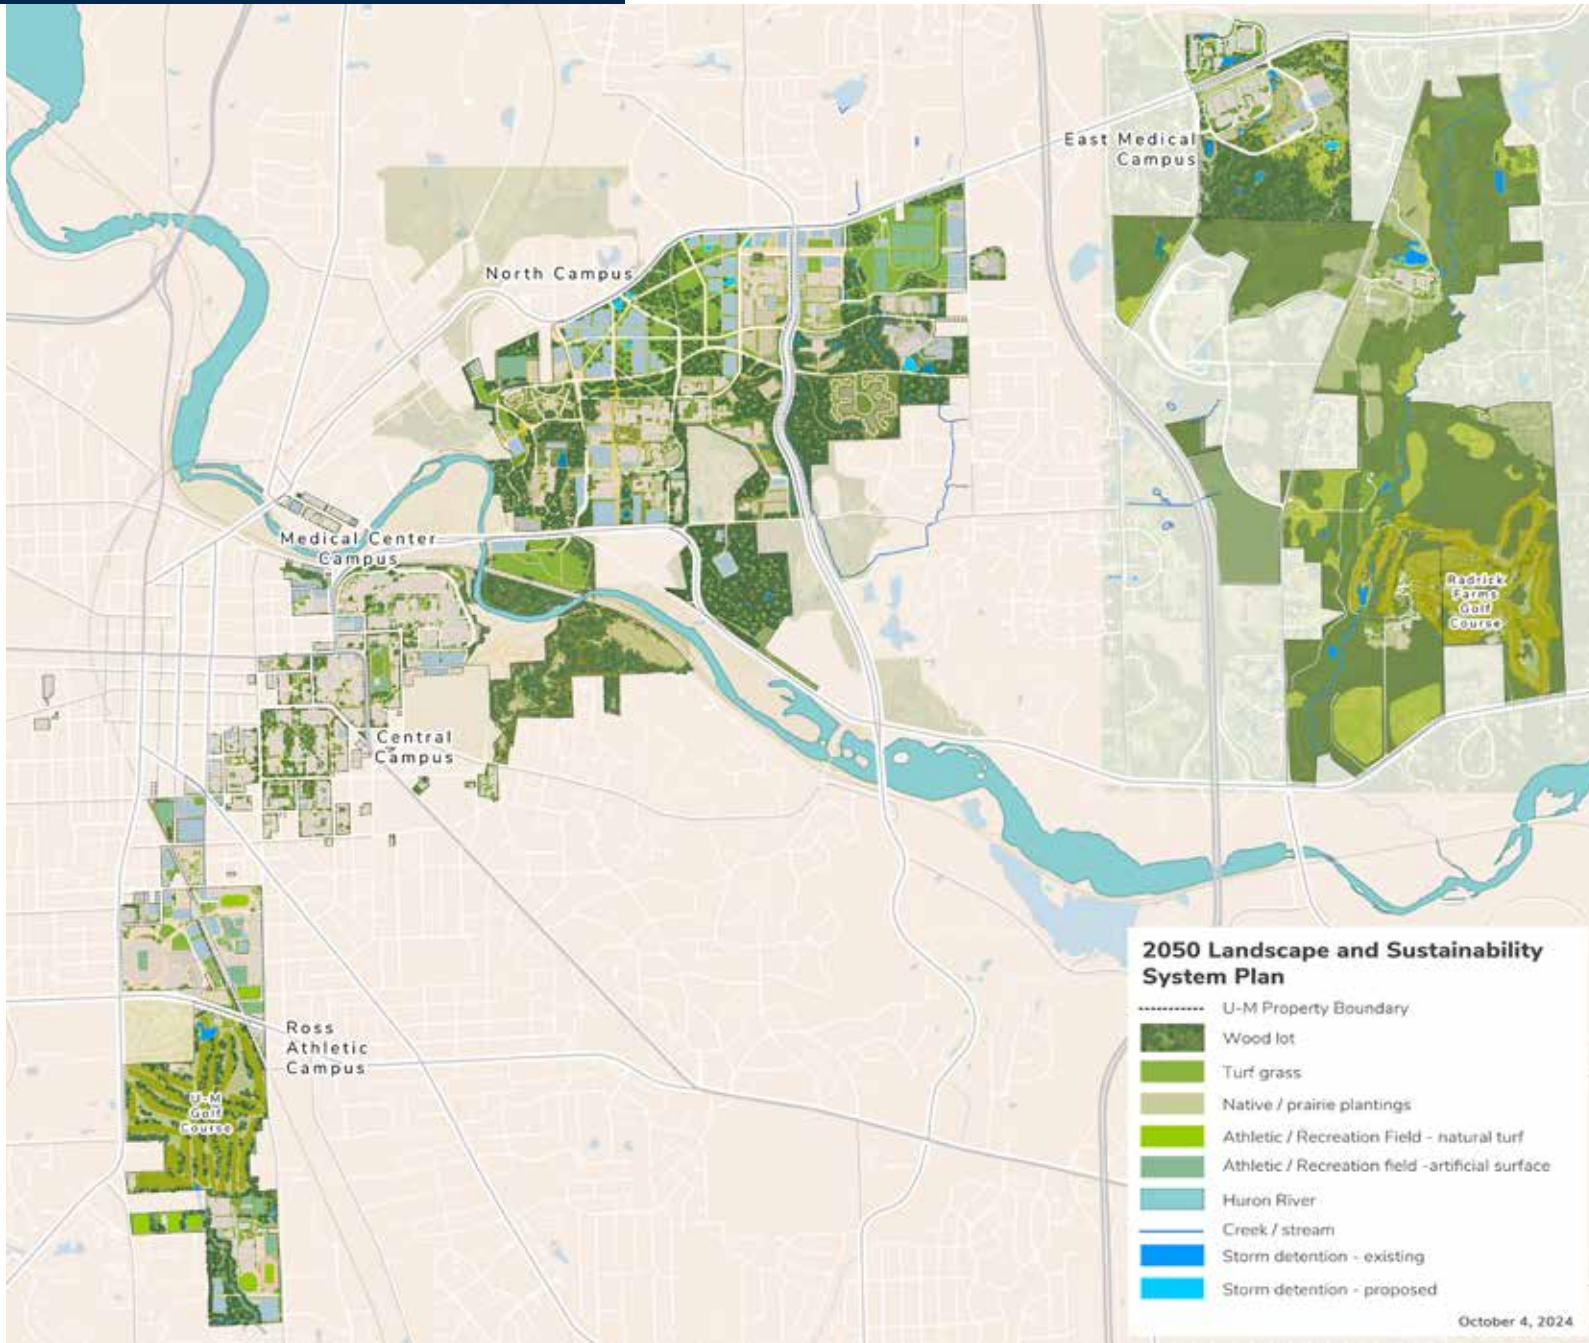 East Medical
Campus
North Campus
Medical Center
Campus
Radrick
Farms
Golf
Course
Central
Campus
Ross
Athletic
Campus
U-M
Golf
Course
2050 Landscape and Sustainability
System Plan
U-M Property Boundary
Wood lot
Turf grass
Native / prairie plantings
Athletic / Recreation Field - natural turf
Athletic / Recreation field -artificial surface
Huron River
Creek / stream
Storm detention - existing
Storm detention - proposed
October 4, 2024